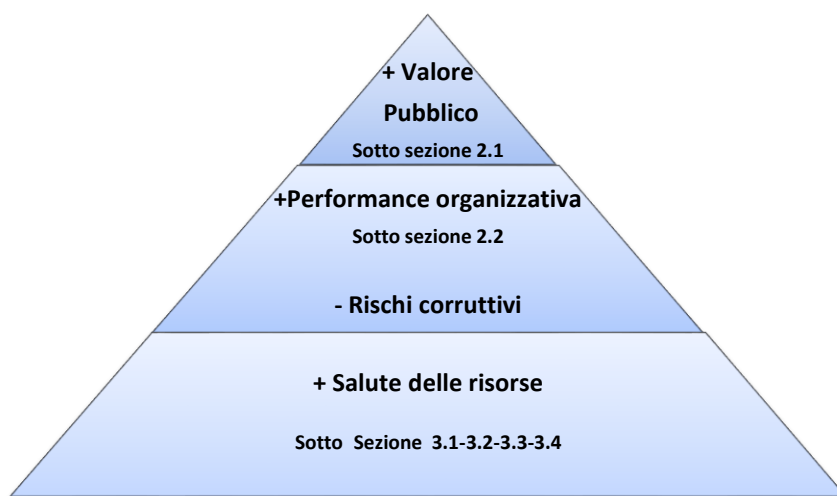 + Valore
Pubblico
Sotto sezione 2.1
+Performance organizzativa
Sotto sezione 2.2
- Rischi corruttivi
+ Salute delle risorse
Sotto Sezione 3.1-3.2-3.3-3.4